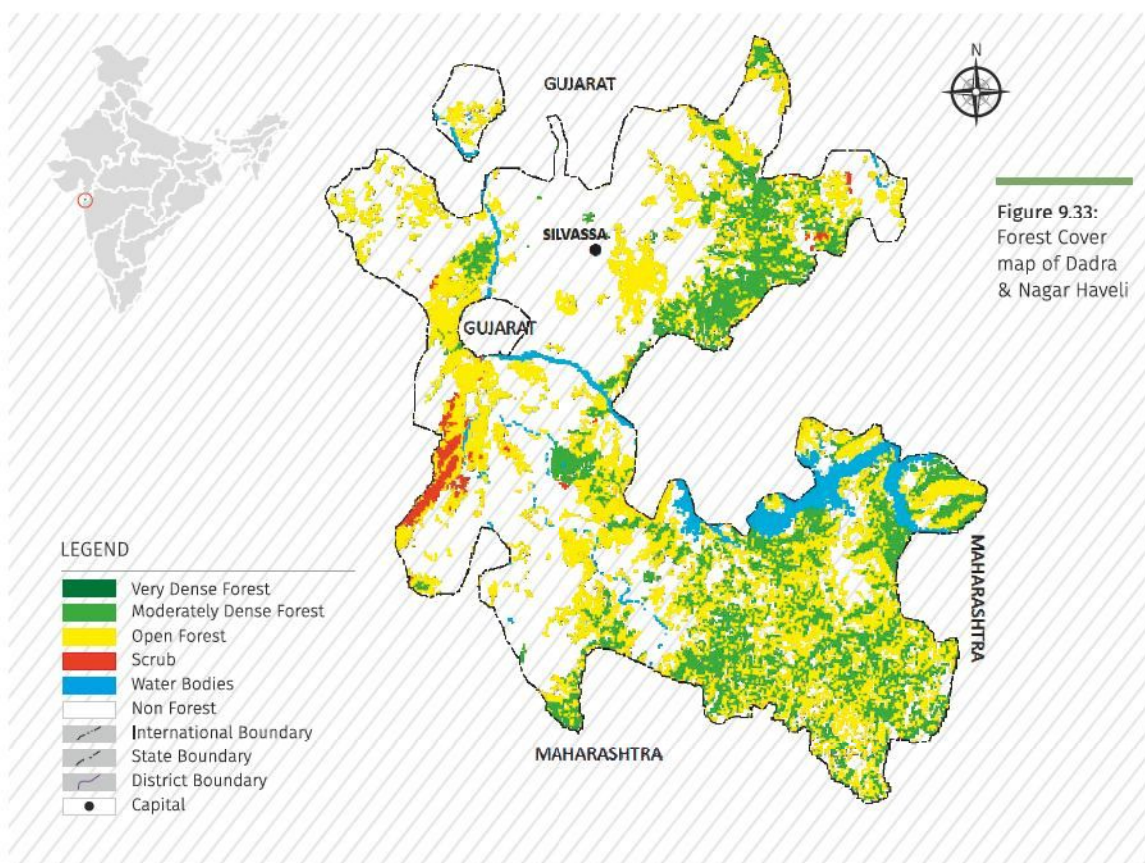 GUJARAT
N
SILVASSA
GUJARAT
MAHARASHTRA
MAHARASHTRA
Figure 9.33:
Forest Cover
map of Dadra
& Nagar Haveli
LEGEND
Very Dense Forest
Moderately Dense Forest
Open Forest
Scrub
Water Bodies
Non Forest
International Boundary
State Boundary
District Boundary
Capital